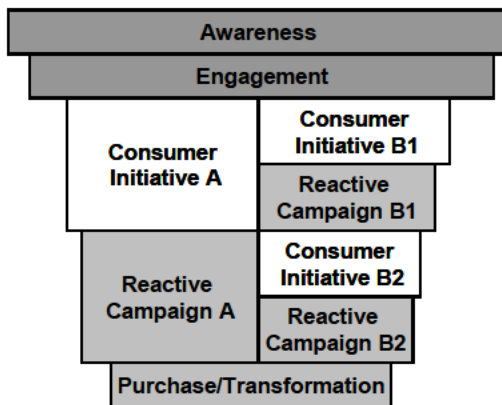 Awareness
Engagement
Consumer
Initiative A
Consumer
Initiative B1
Reactive
Campaign B1
Reactive
Campaign A
Consumer
Initiative B2
Reactive
Campaign B2
Purchase/Transformation